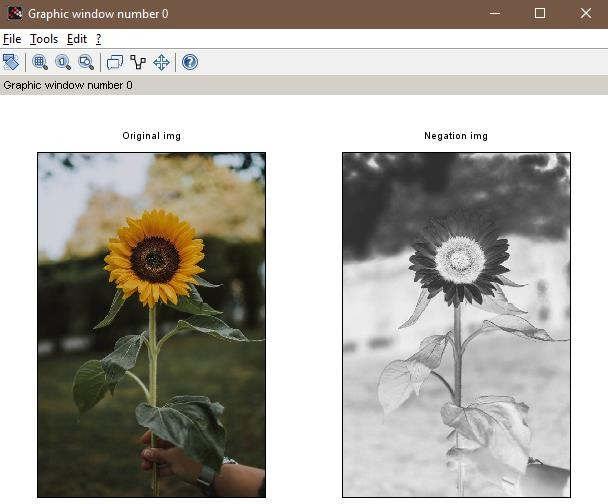 Graphic window number 0
File Tools Edit ?
Graphic window number 0
Original img
Negation img